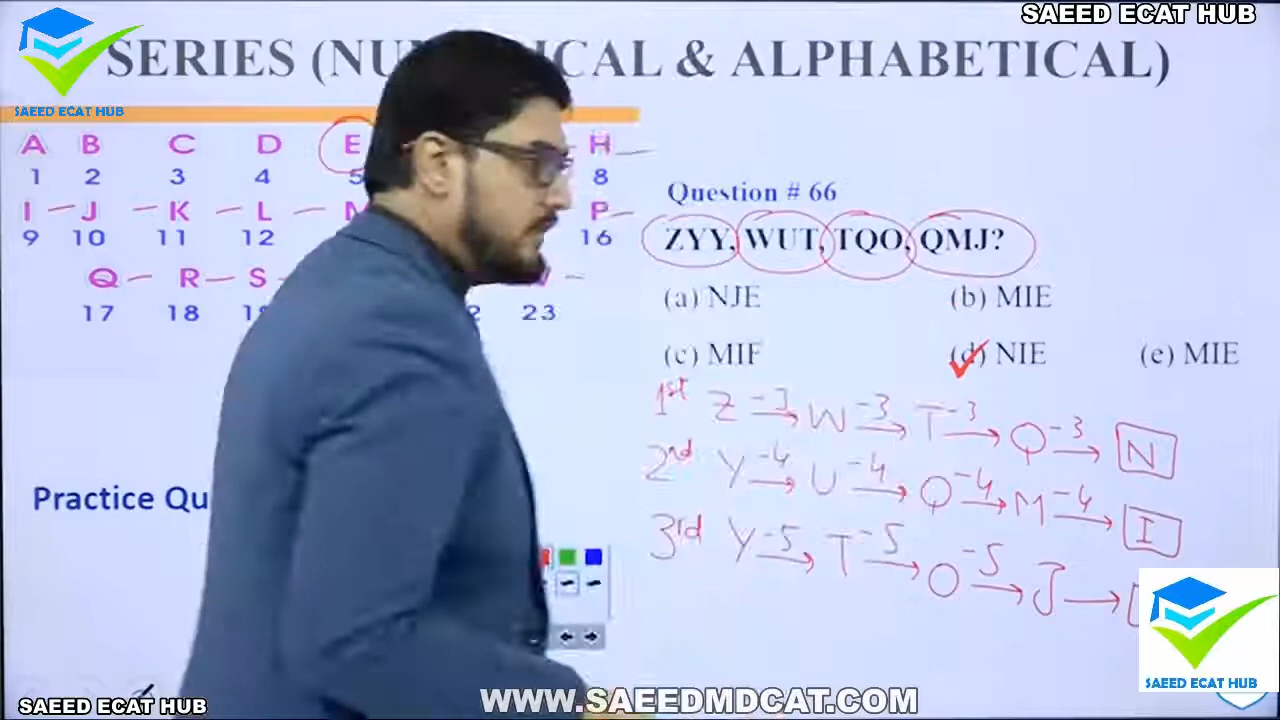 SAEED ECAT HUB
SAEED ECAT HUB
SERIES (NU ICAL & ALPHABETICAL)
A B C D E H
1 2 3 4 5 8
I J K L P
9 10 11 12 16
Q R S
17 18 23
Question # 66
ZYY, WUT, TQO, QMJ?
(a) NJE (b) MIE
(c) MIF (d) NIE (e) MIE
1st Z -3 W -3 T -3 Q -3 N
2nd Y -4 U -4 Q -4 M -4 I
3rd Y -5 T -5 O -5 J
Practice Qu
SAEED ECAT HUB
SAEED ECAT HUB
WWW.SAEEDMDCAT.COM